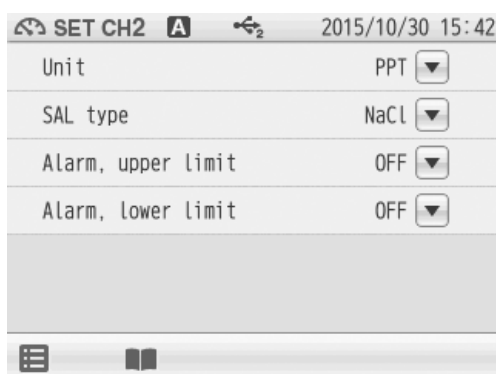 SET CH2 A 2 2015/10/30 15:42
Unit PPT
SAL type NaCl
Alarm, upper limit OFF
Alarm, lower limit OFF